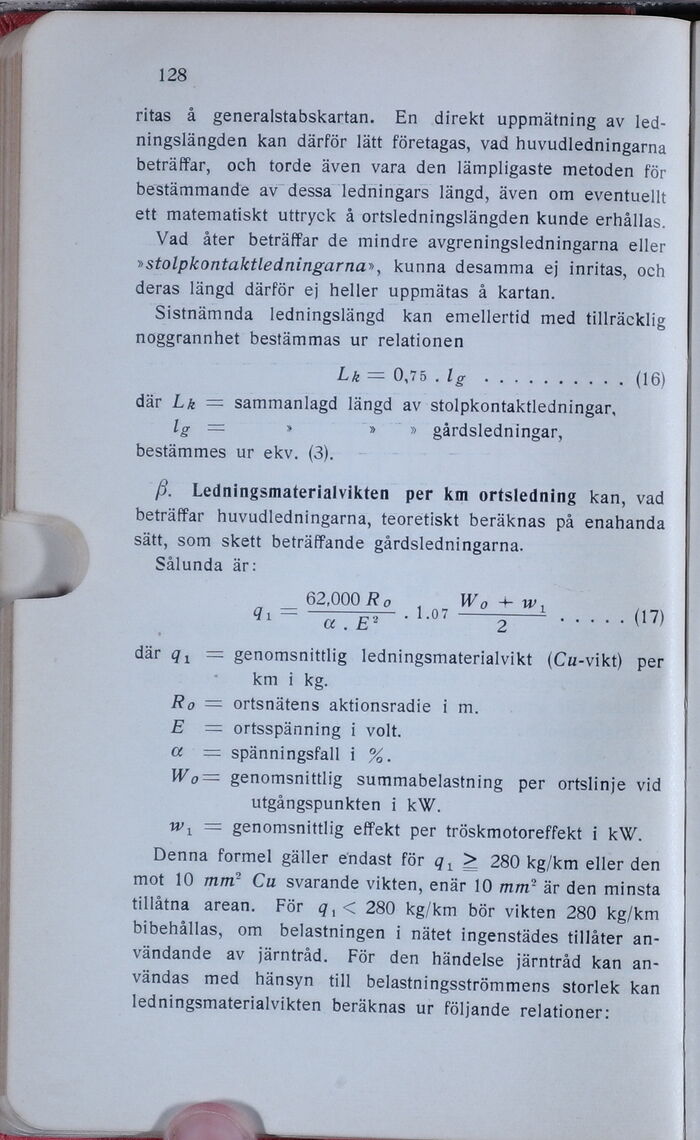 128
ritas å generalstabskartan. En direkt uppmätning av led-
ningslängden kan därför lätt företagas, vad huvudledningarna
beträffar, och torde även vara den lämpligaste metoden för
bestämmande av dessa ledningars längd, även om eventuellt
ett matematiskt uttryck å ortsledningslängden kunde erhållas.
Vad åter beträffar de mindre avgreningsledningarna eller
»stolpkontaktledningarna», kunna desamma ej inritas, och
deras längd därför ej heller uppmätas å kartan.
Sistnämnda ledningslängd kan emellertid med tillräcklig
noggrannhet bestämmas ur relationen
Lk = 0,75 . lg . . . . . . . . . . (16)
där Lk = sammanlagd längd av stolpkontaktledningar,
lg = » » » gårdsledningar,
bestämmes ur ekv. (3).
β. Ledningsmaterialvikten per km ortsledning kan, vad
beträffar huvudledningarna, teoretiskt beräknas på enahanda
sätt, som skett beträffande gårdsledningarna.
Sålunda är:
q₁ = 62,000 Ro / α . E² · 1.07 Wo + w₁ / 2 . . . . . (17)
där q₁ = genomsnittlig ledningsmaterialvikt (Cu-vikt) per
km i kg.
Ro = ortsnätens aktionsradie i m.
E = ortsspänning i volt.
α = spänningsfall i %.
Wo = genomsnittlig summabelastning per ortslinje vid
utgångspunkten i kW.
w₁ = genomsnittlig effekt per tröskmotoreffekt i kW.
Denna formel gäller endast för q₁ ≧ 280 kg/km eller den
mot 10 mm² Cu svarande vikten, enär 10 mm² är den minsta
tillåtna arean. För q₁ < 280 kg/km bör vikten 280 kg/km
bibehållas, om belastningen i nätet ingenstädes tillåter an-
vändande av järntråd. För den händelse järntråd kan an-
vändas med hänsyn till belastningsströmmens storlek kan
ledningsmaterialvikten beräknas ur följande relationer: